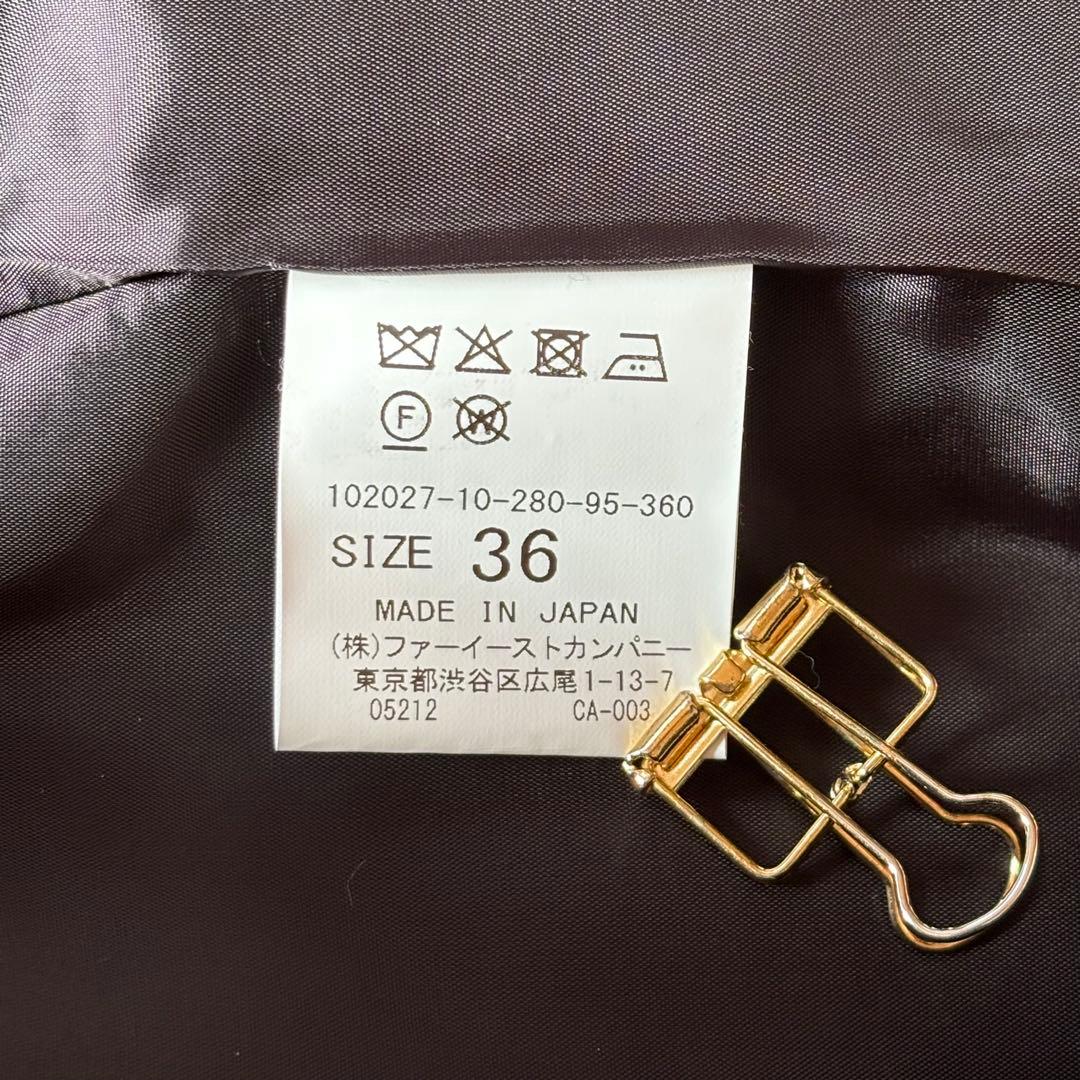 F W
102027-10-280-95-360
SIZE 36
MADE IN JAPAN
(株)ファーイーストカンパニー
東京都渋谷区広尾1-13-7
05212 CA-003